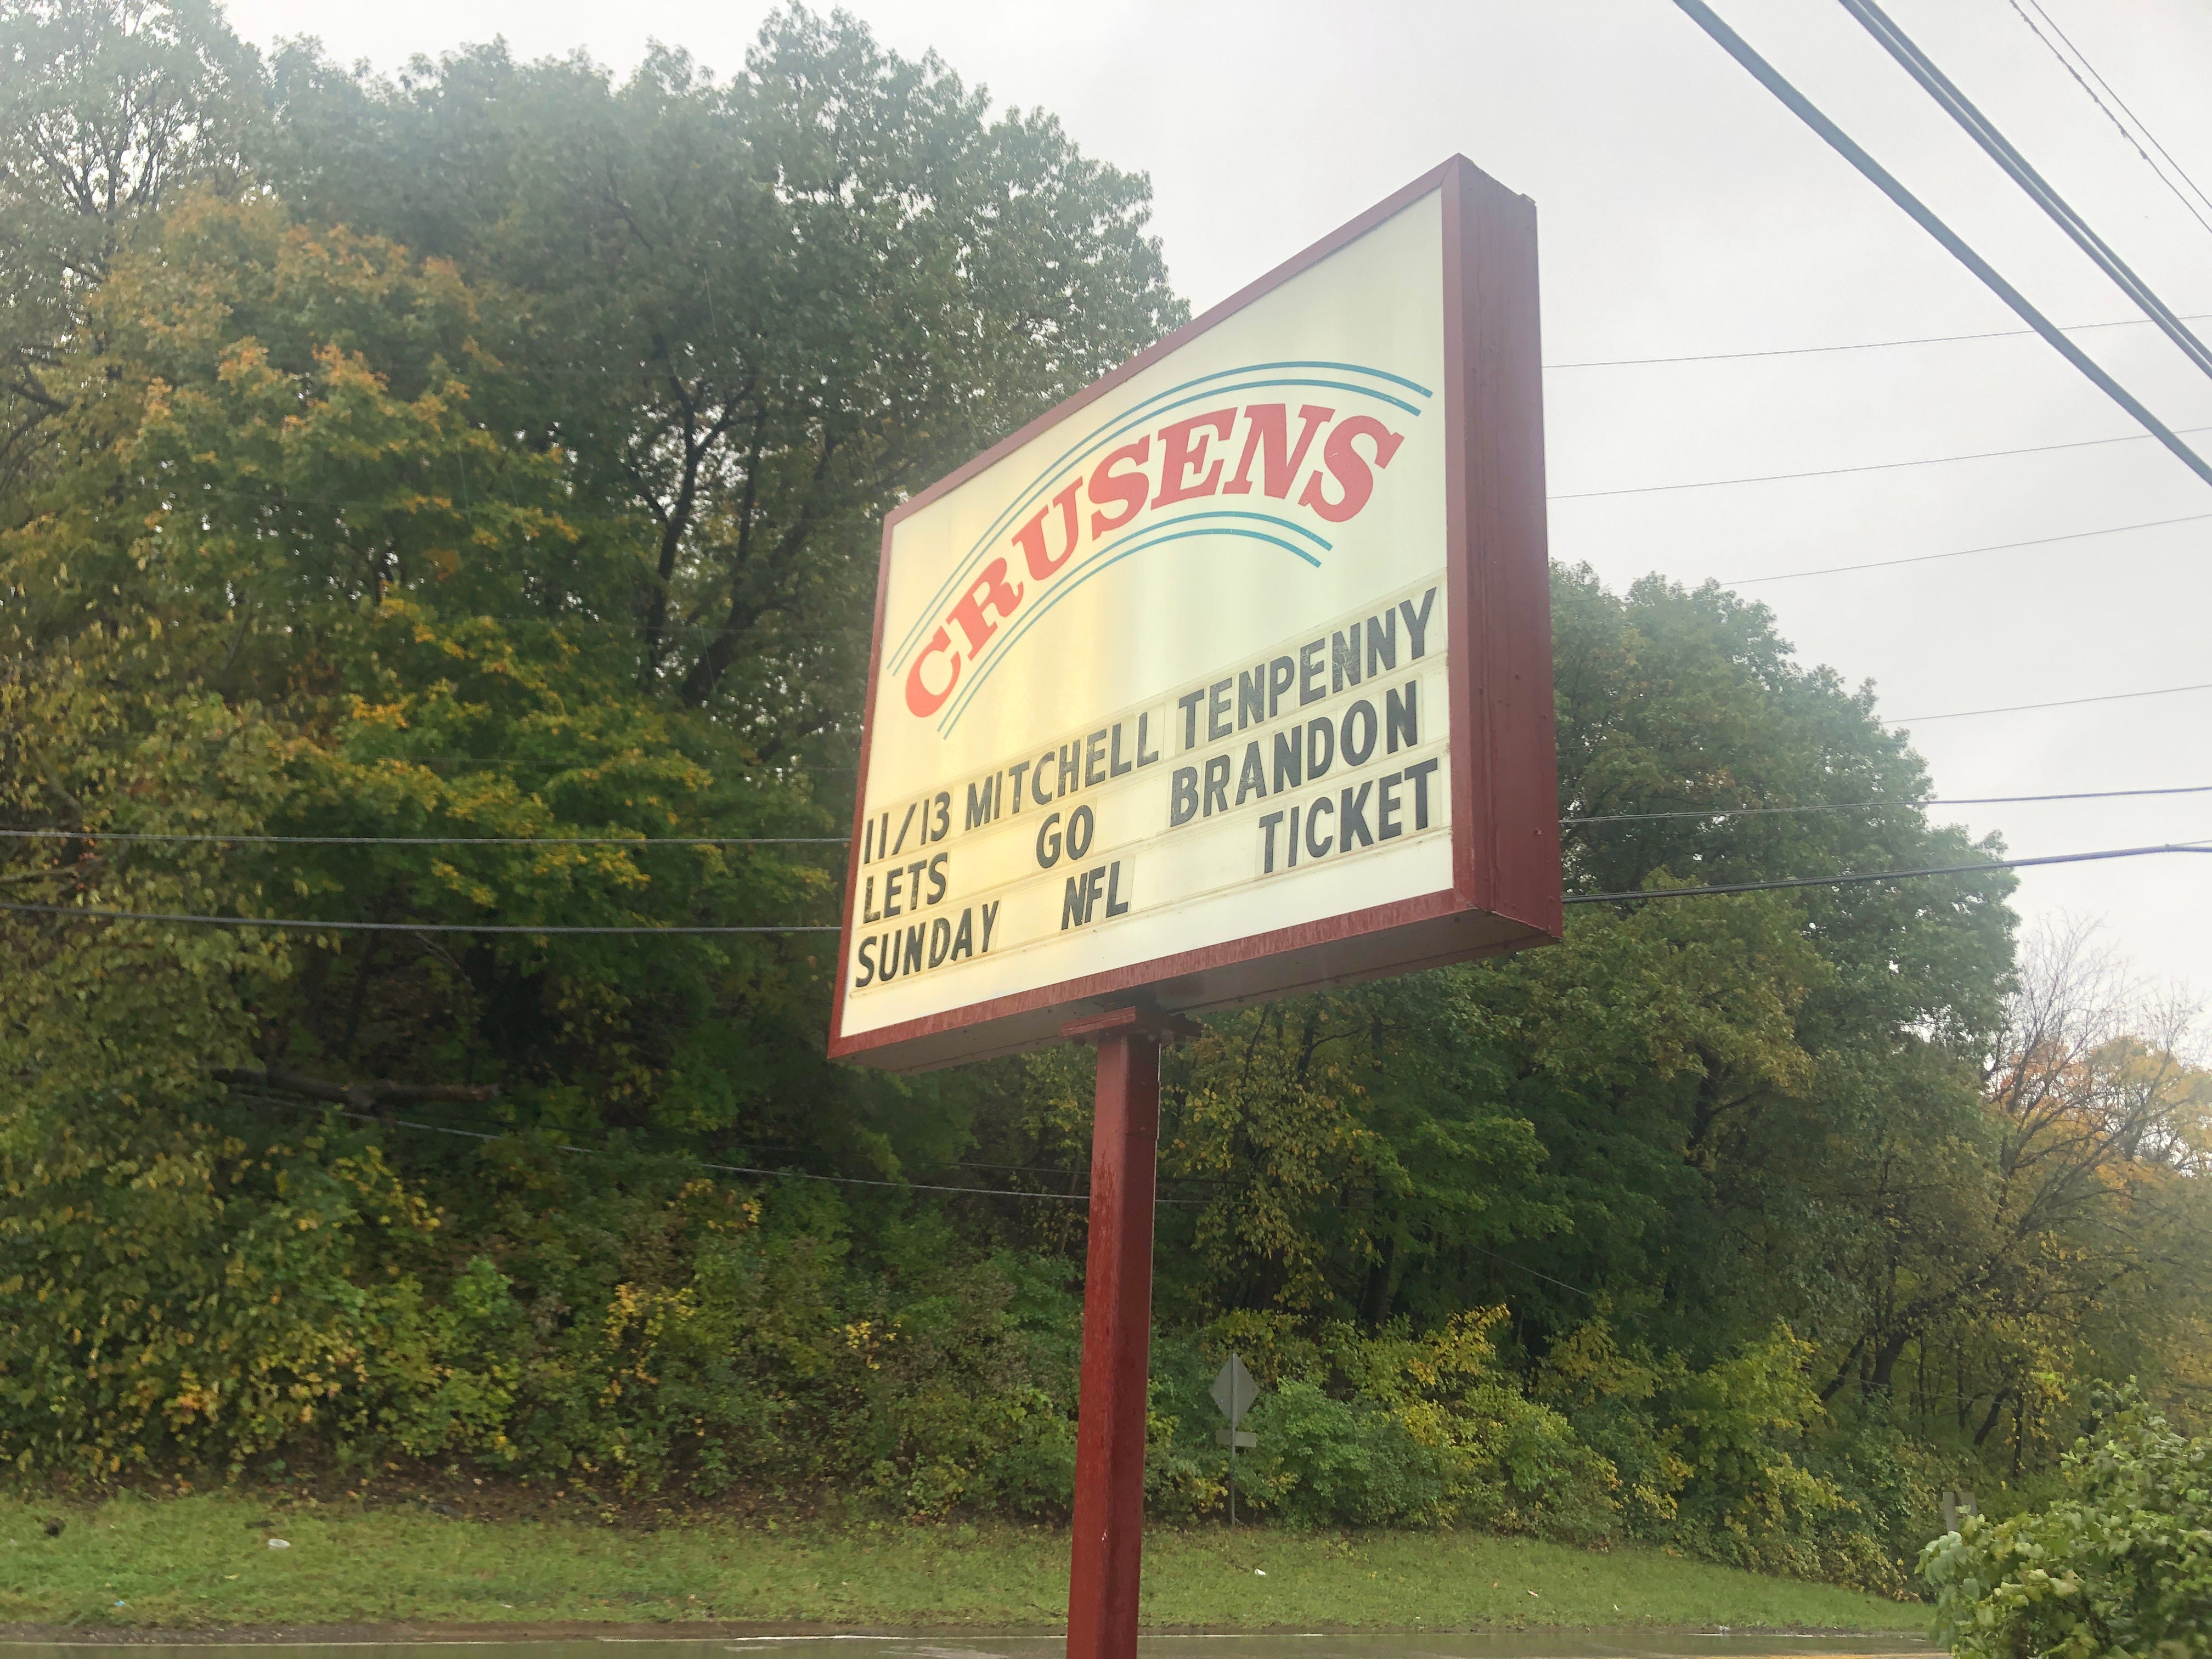 CRUSENS
11/13 MITCHELL TENPENNY
LETS GO BRANDON
SUNDAY NFL TICKET